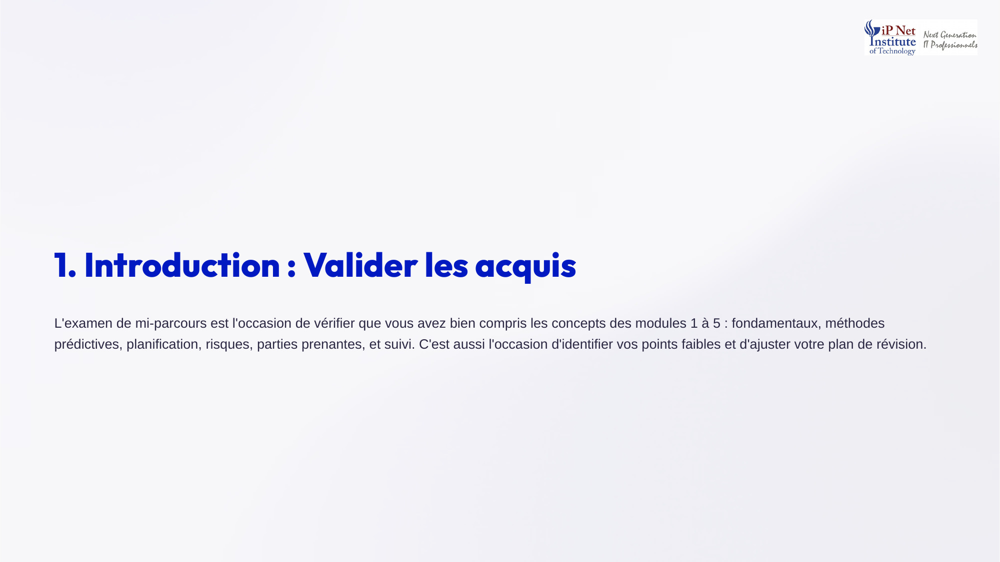 iP Net
Institute
of Technology
Next Generation
IT Professionnels
1. Introduction : Valider les acquis
L'examen de mi-parcours est l'occasion de vérifier que vous avez bien compris les concepts des modules 1 à 5 : fondamentaux, méthodes
prédictives, planification, risques, parties prenantes, et suivi. C'est aussi l'occasion d'identifier vos points faibles et d'ajuster votre plan de révision.